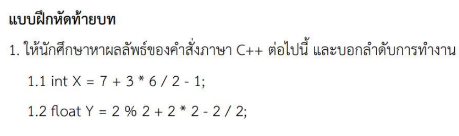 แบบฝึกหัดท้ายบท
1. ให้นักศึกษาหาผลลัพธ์ของคำสั่งภาษา C++ ต่อไปนี้ และบอกลำดับการทำงาน
1.1 int X = 7 + 3 * 6 / 2 - 1;
1.2 float Y = 2 % 2 + 2 * 2 - 2 / 2;